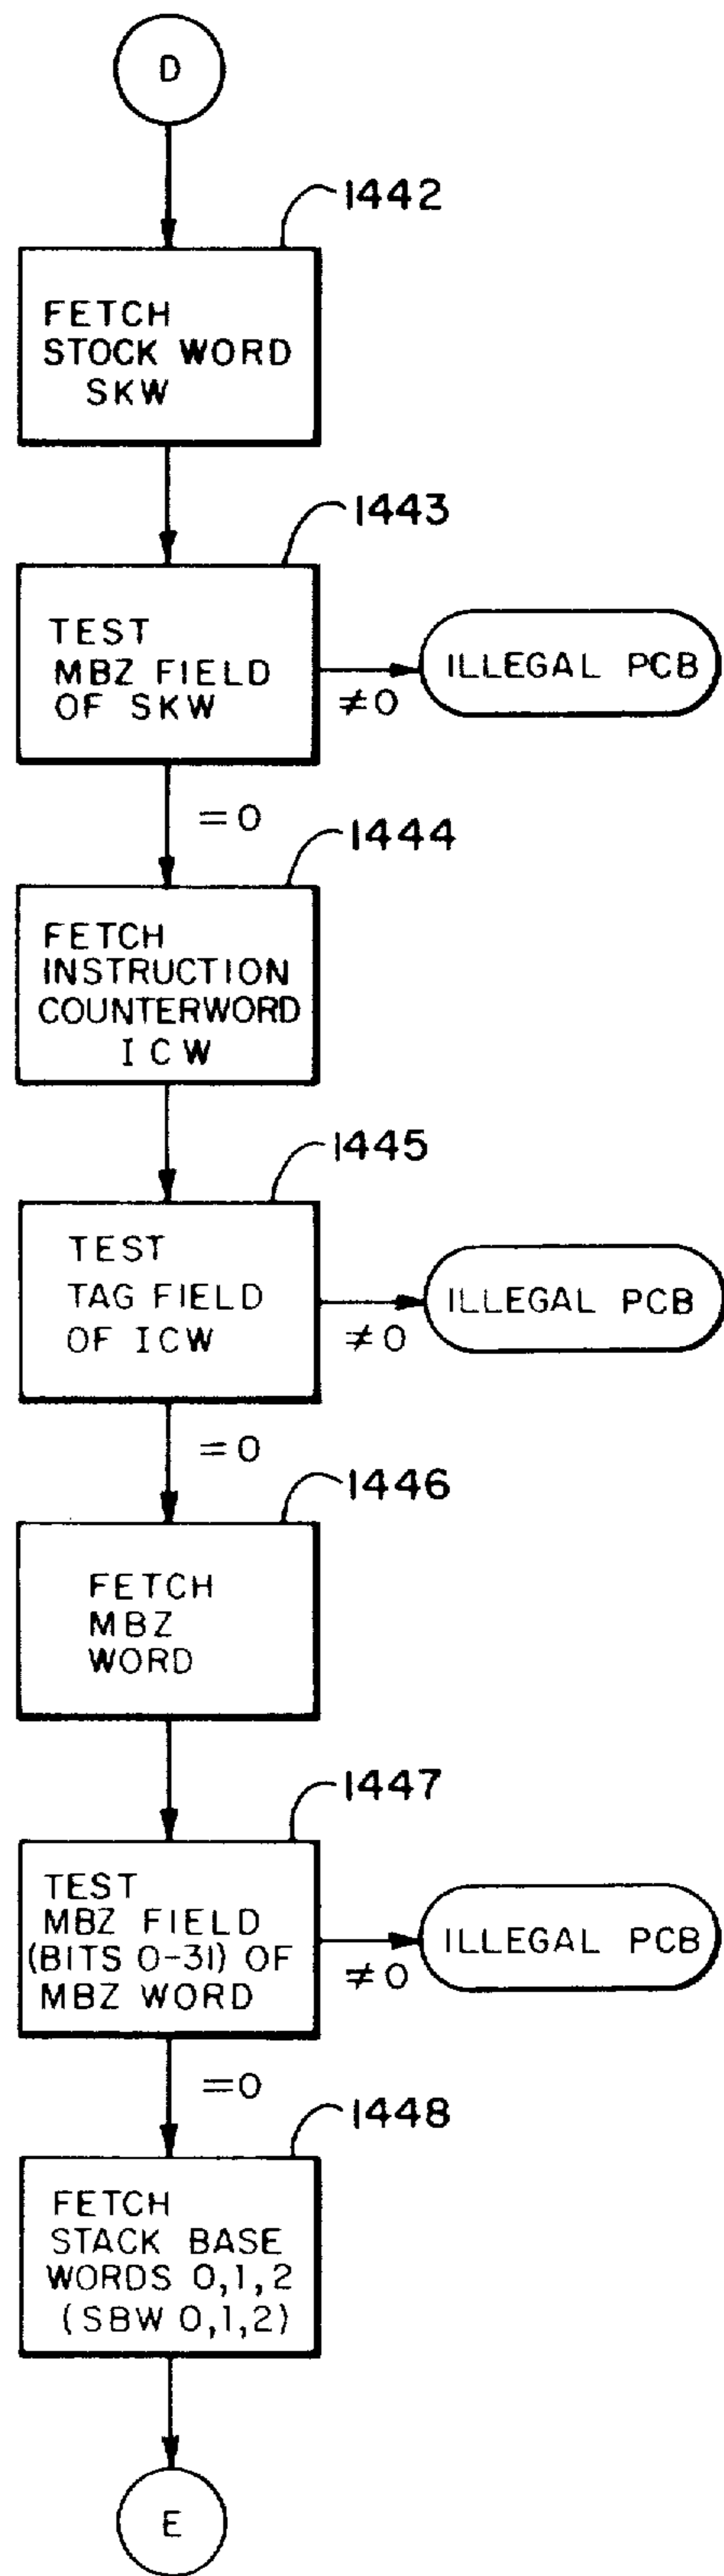 D
1442
FETCH
STOCK WORD
SKW
1443
TEST
MBZ FIELD
OF SKW
≠0
ILLEGAL PCB
=0
1444
FETCH
INSTRUCTION
COUNTERWORD
ICW
1445
TEST
TAG FIELD
OF ICW
≠0
ILLEGAL PCB
=0
1446
FETCH
MBZ
WORD
1447
TEST
MBZ FIELD
(BITS 0-31) OF
MBZ WORD
≠0
ILLEGAL PCB
=0
1448
FETCH
STACK BASE
WORDS 0,1,2
(SBW 0,1,2)
E